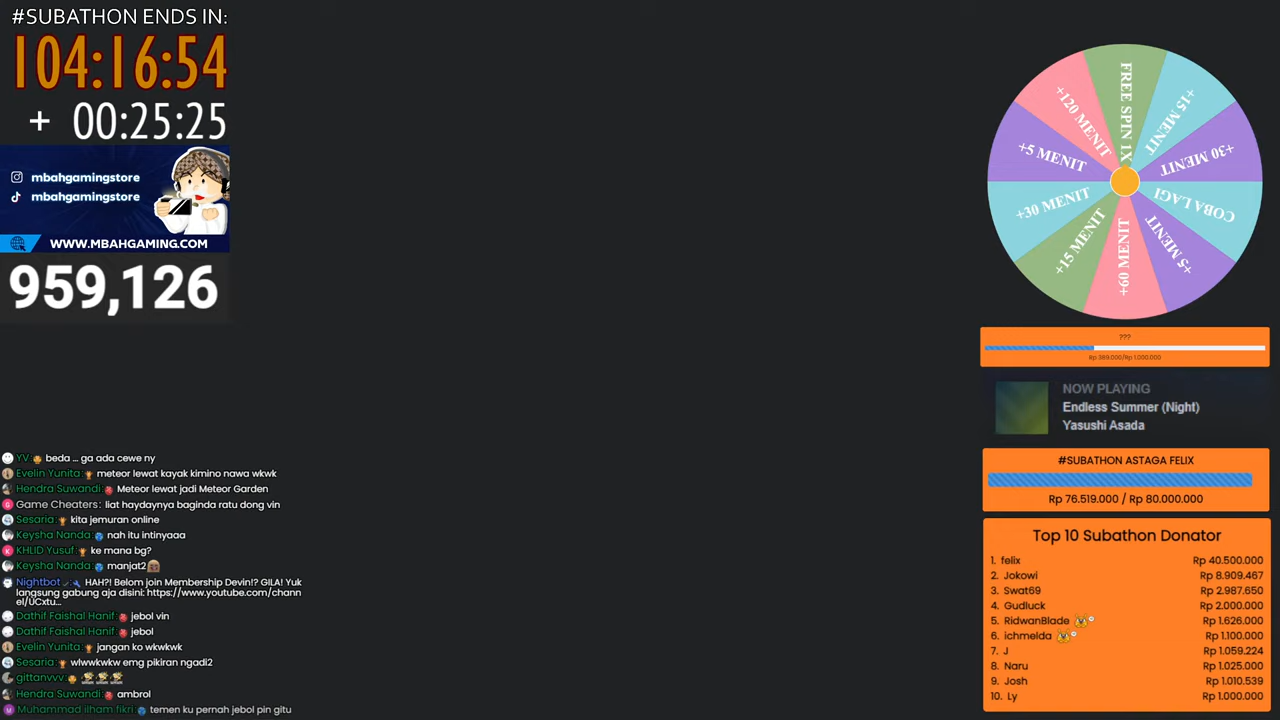 #SUBATHON ENDS IN:
104:16:54
+ 00:25:25
mbahgamingstore
mbahgamingstore
WWW.MBAHGAMING.COM
959,126
FREE SPIN 1X
+15 MENIT
+30 MENIT
COBA LAGI
+5 MENIT
+60 MENIT
+15 MENIT
+30 MENIT
+5 MENIT
+120 MENIT
???
Rp 389.000/Rp 1.000.000
NOW PLAYING
Endless Summer (Night)
Yasushi Asada
#SUBATHON ASTAGA FELIX
Rp 76.519.000 / Rp 80.000.000
Top 10 Subathon Donator
1. felix Rp 40.500.000
2. Jokowi Rp 8.909.467
3. Swat69 Rp 2.987.650
4. Gudluck Rp 2.000.000
5. RidwanBlade Rp 1.626.000
6. ichmelda Rp 1.100.000
7. J Rp 1.059.224
8. Naru Rp 1.025.000
9. Josh Rp 1.010.539
10. Ly Rp 1.000.000
YV: beda ... ga ada cewe ny
Evelin Yunita: meteor lewat kayak kimino nawa wkwk
Hendra Suwandi: Meteor lewat jadi Meteor Garden
Game Cheaters: liat haydaynya baginda ratu dong vin
Sesaria: kita jemuran online
Keysha Nanda: nah itu intinyaaa
KHLID Yusuf: ke mana bg?
Keysha Nanda: manjat2
Nightbot: HAH?! Belom join Membership Devin!? GILA! Yuk
langsung gabung aja disini: https://www.youtube.com/chann
el/UCxtu...
Dathif Faishal Hanif: jebol vin
Dathif Faishal Hanif: jebol
Evelin Yunita: jangan ko wkwkwk
Sesaria: wlwwkwkw emg pikiran ngadi2
gittanvvv:
Hendra Suwandi: ambrol
Muhammad ilham fikri: temen ku pernah jebol pin gitu